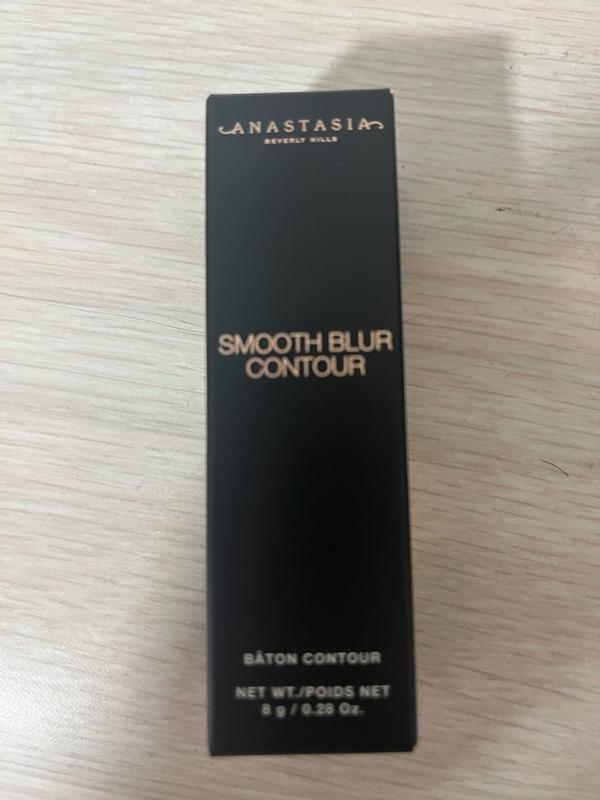 ANASTASIA
BEVERLY HILLS
SMOOTH BLUR
CONTOUR
BÂTON CONTOUR
NET WT./POIDS NET
8 g / 0.28 Oz.